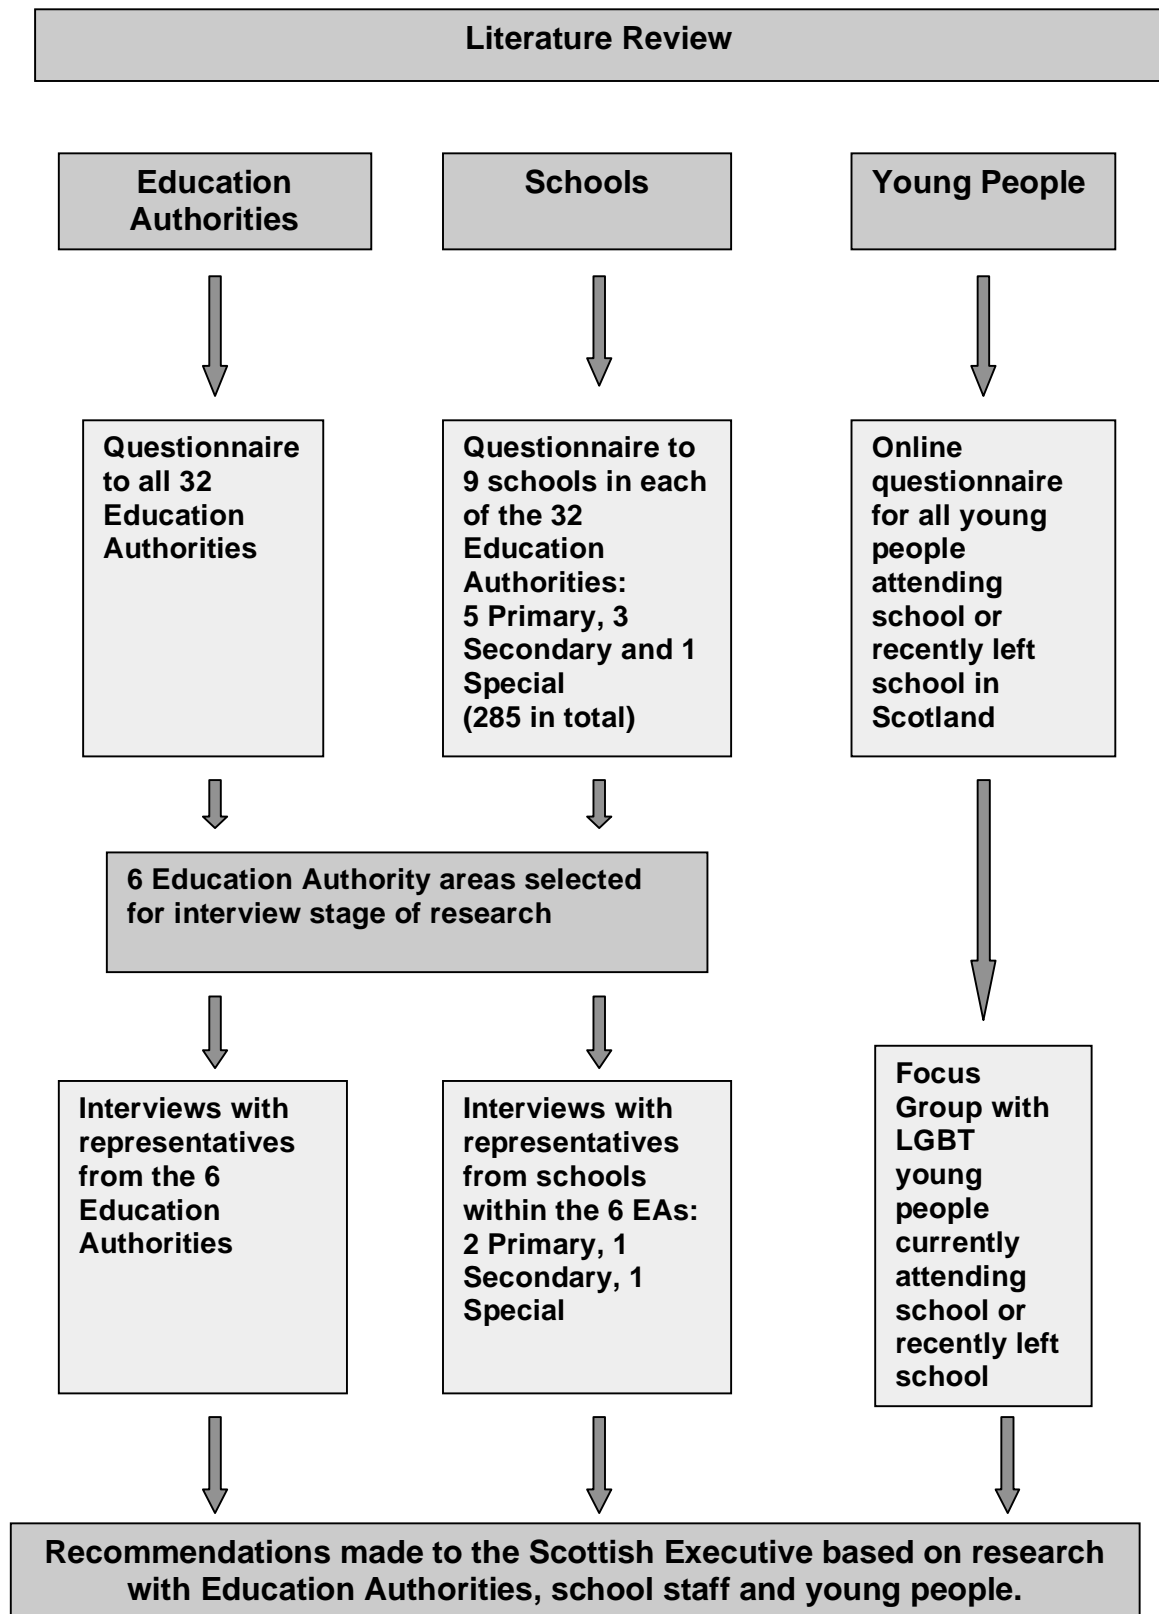 Literature Review
Education
Authorities
Schools
Young People
Questionnaire
to all 32
Education
Authorities
Questionnaire to
9 schools in each
of the 32
Education
Authorities:
5 Primary, 3
Secondary and 1
Special
(285 in total)
Online
questionnaire
for all young
people
attending
school or
recently left
school in
Scotland
6 Education Authority areas selected
for interview stage of research
Interviews with
representatives
from the 6
Education
Authorities
Interviews with
representatives
from schools
within the 6 EAs:
2 Primary, 1
Secondary, 1
Special
Focus
Group with
LGBT
young
people
currently
attending
school or
recently left
school
Recommendations made to the Scottish Executive based on research
with Education Authorities, school staff and young people.